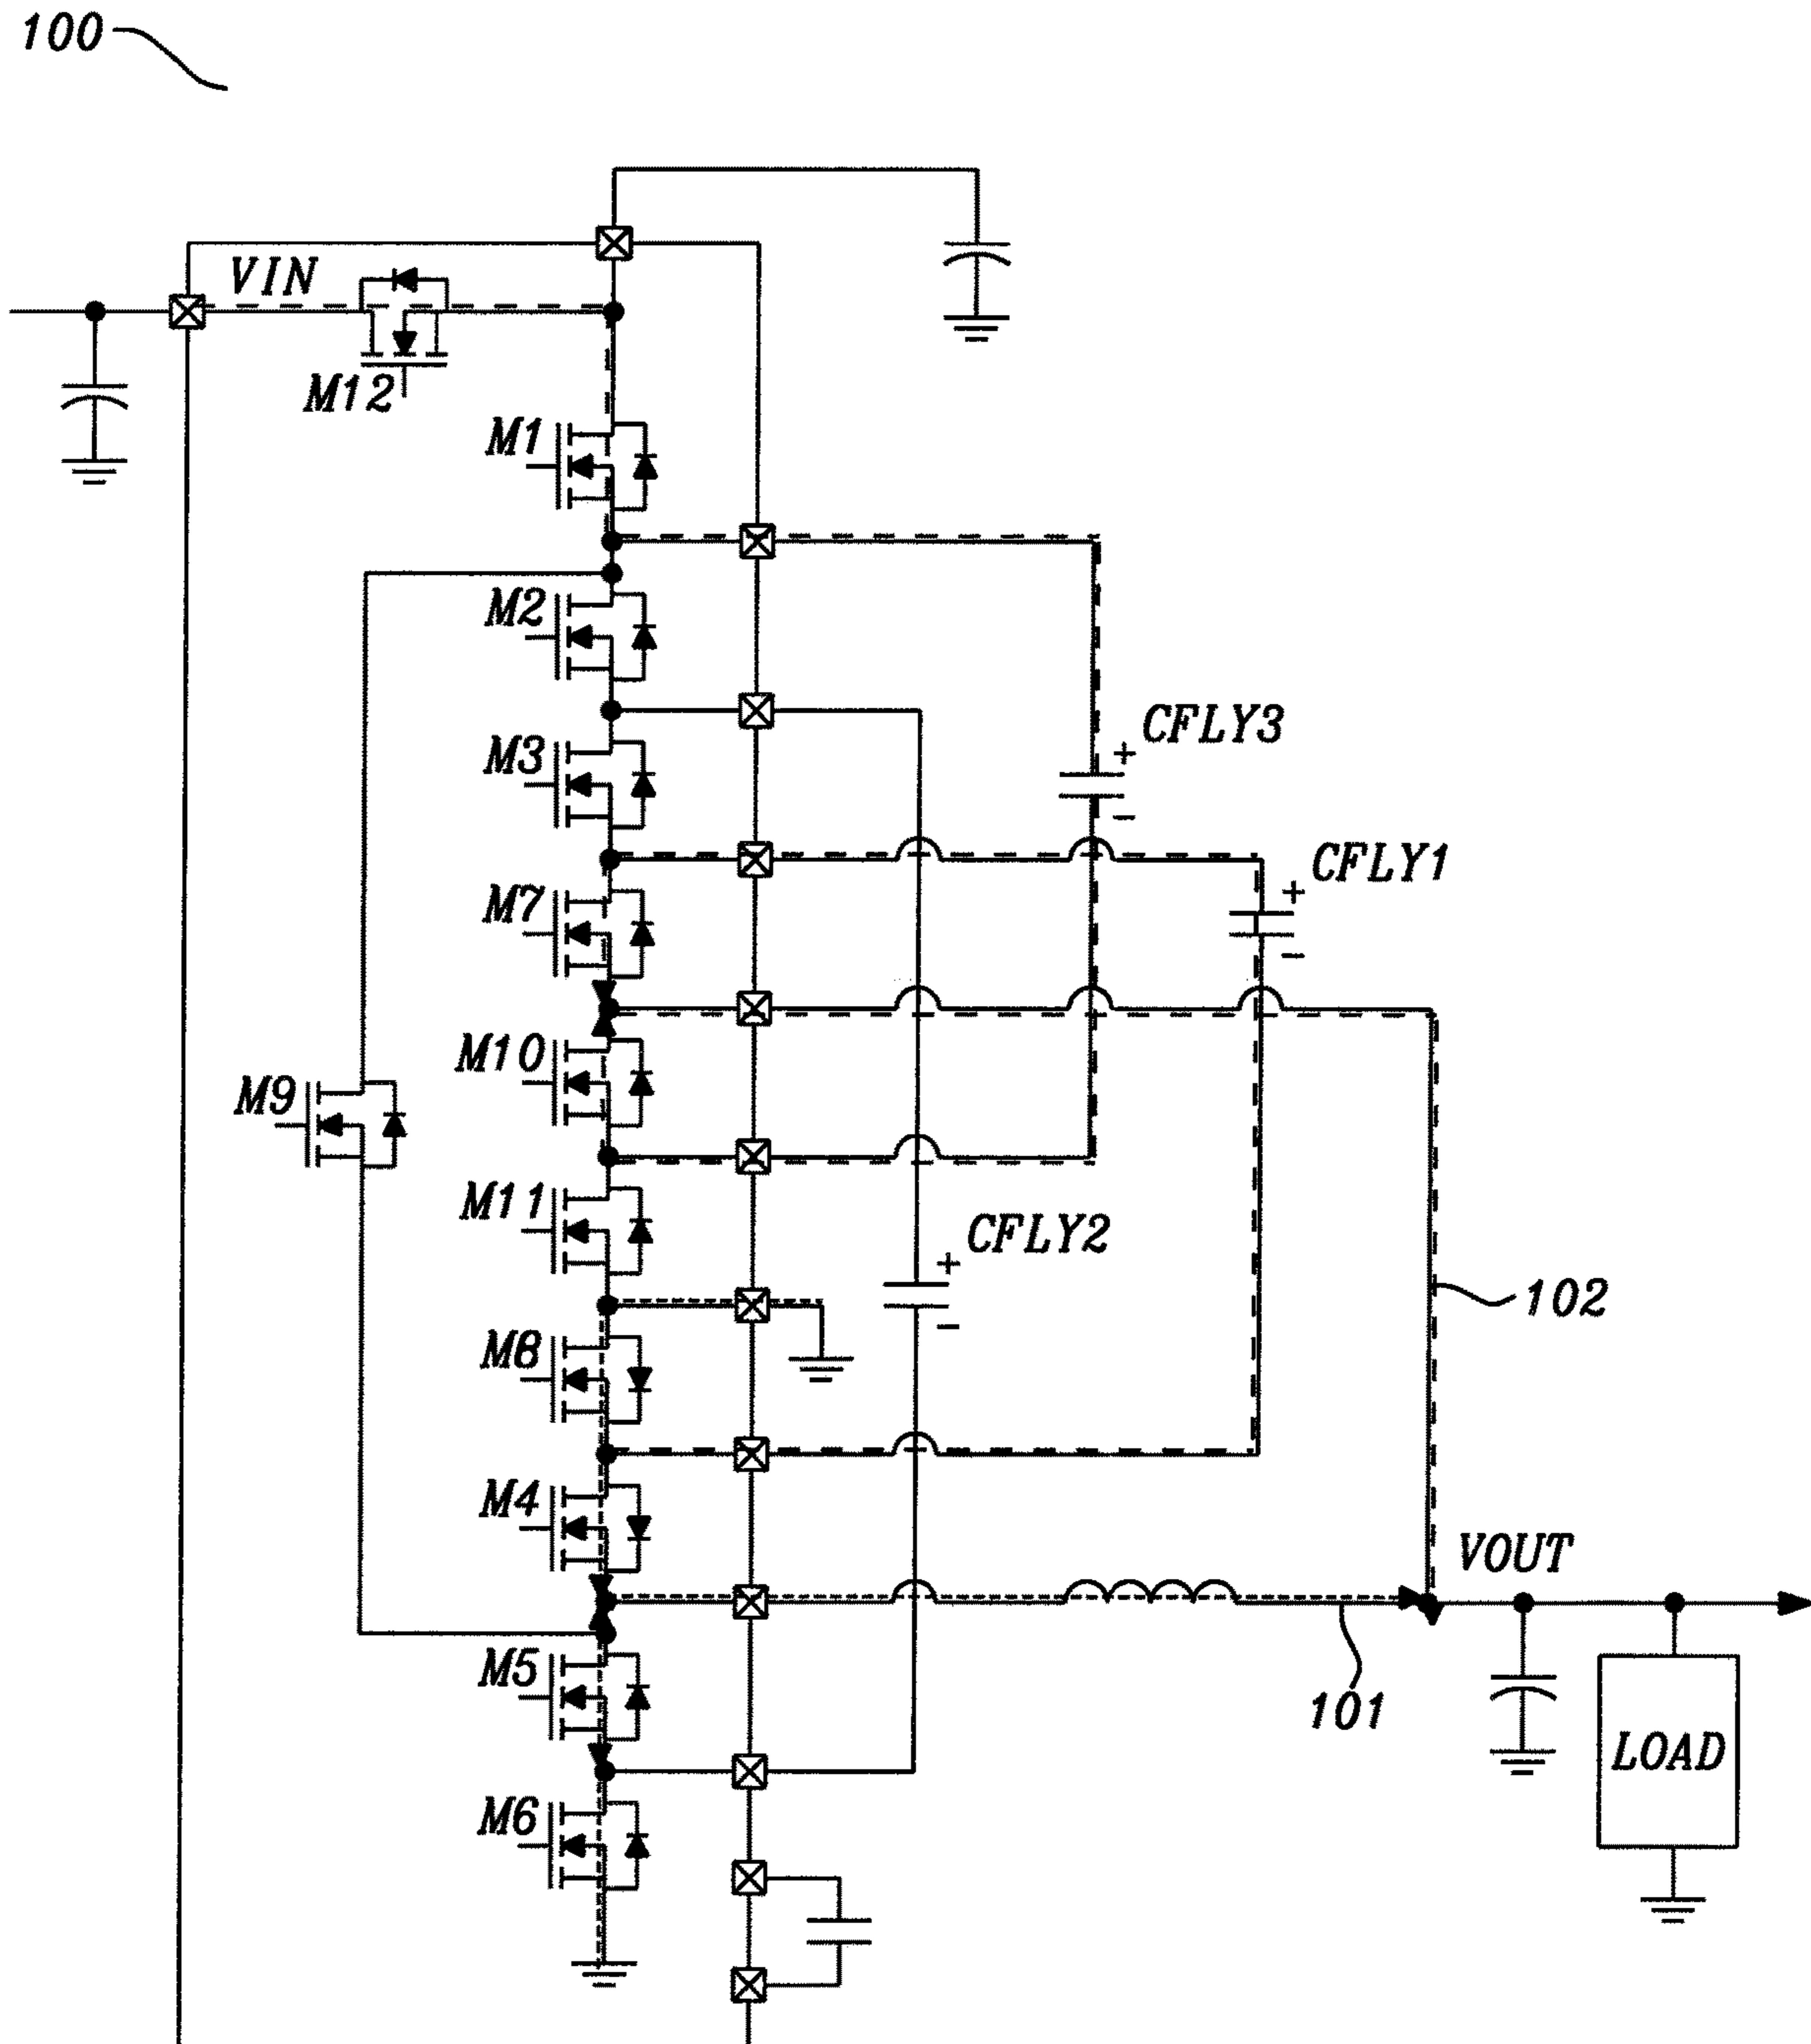 100
VIN
M12
M1
M2
CFLY3
+
-
M3
CFLY1
+
-
M7
M10
M9
M11
CFLY2
+
-
102
M8
M4
VOUT
M5
101
LOAD
M6